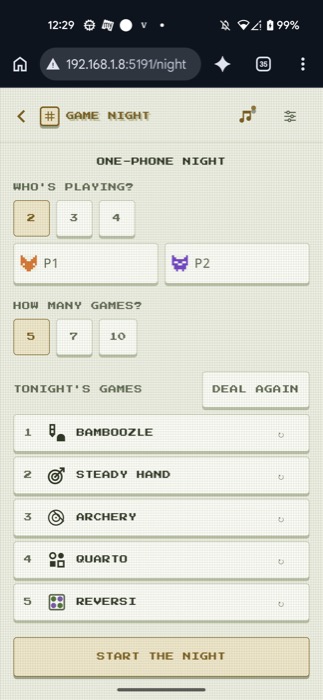 12:29 99%
192.168.1.8:5191/night 35
GAME NIGHT
ONE-PHONE NIGHT
WHO'S PLAYING?
2 3 4
P1 P2
HOW MANY GAMES?
5 7 10
TONIGHT'S GAMES DEAL AGAIN
1 BAMBOOZLE
2 STEADY HAND
3 ARCHERY
4 QUARTO
5 REVERSI
START THE NIGHT